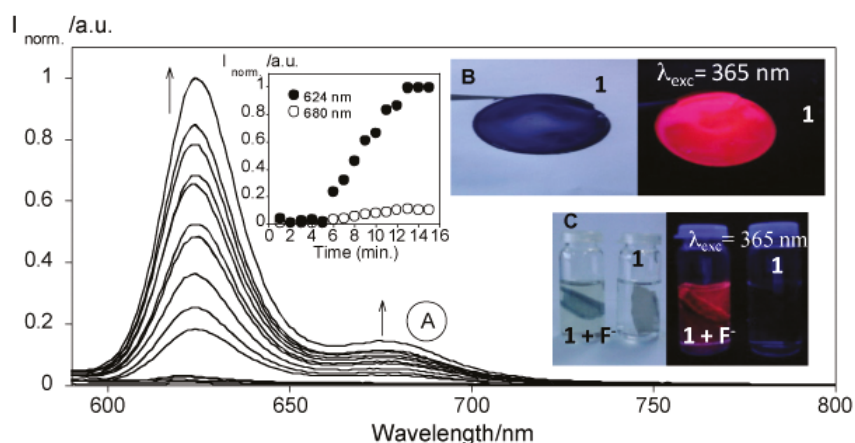 I norm. /a.u.
1
0.8
0.6
0.4
0.2
0
600 650 700 750 800
Wavelength/nm
A
I norm. /a.u.
1
0.8
0.6
0.4
0.2
0
0 2 4 6 8 10 12 14 16
Time (min.)
624 nm
680 nm
B
1
λexc= 365 nm
1
C
1
1 + F-
λexc= 365 nm
1
1 + F-